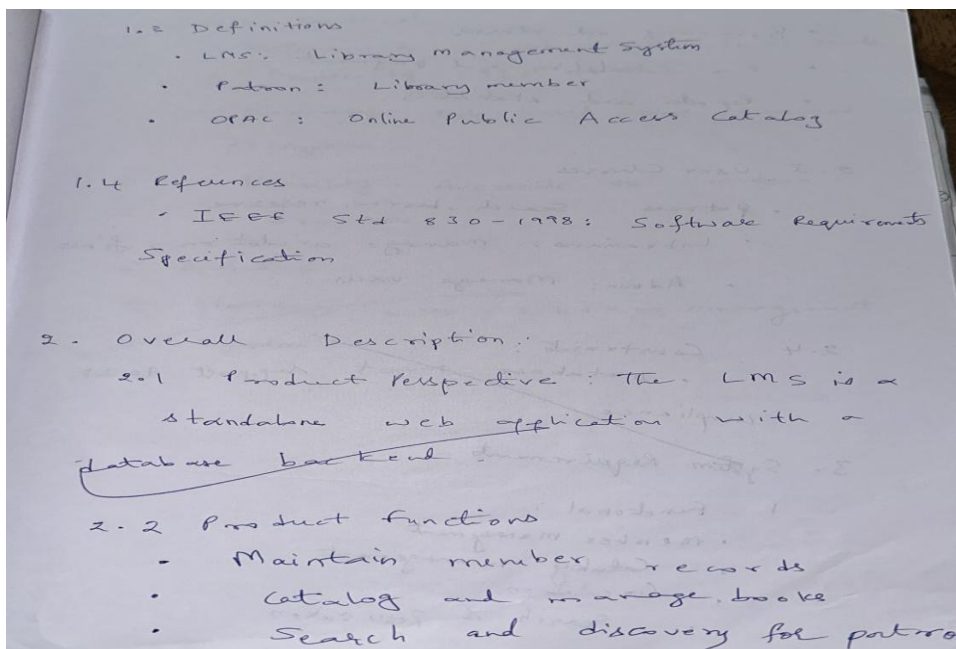 1.2 Definitions
• LMS: Library Management System
• Patron: Library member
• OPAC: Online Public Access Catalog
1.4 References
• IEEE Std 830-1998: Software Requirements
Specification
2. Overall Description:
2.1 Product Perspective: The LMS is a
standalone web application with a
database backend
2.2 Product functions
• Maintain member records
• Catalog and manage books
• Search and discovery for patro